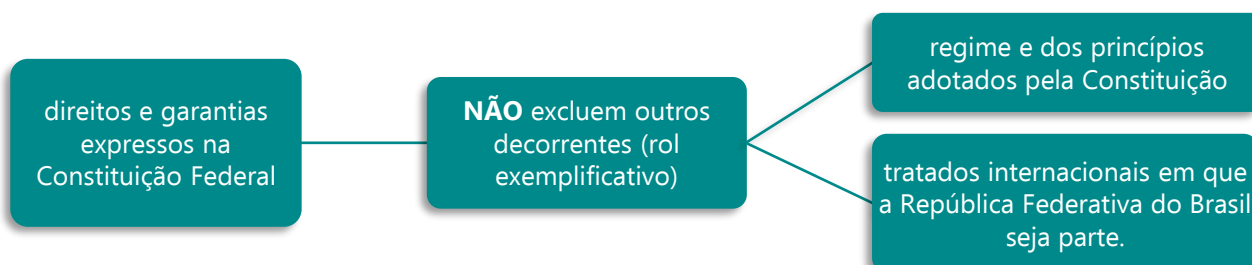 direitos e garantias
expressos na
Constituição Federal
NÃO excluem outros
decorrentes (rol
exemplificativo)
regime e dos princípios
adotados pela Constituição
tratados internacionais em que
a República Federativa do Brasil
seja parte.